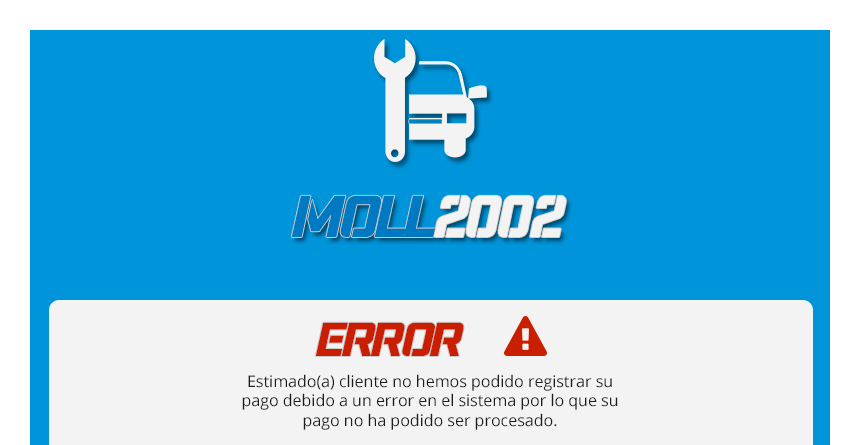 MOLL2002
ERROR
Estimado(a) cliente no hemos podido registrar su
pago debido a un error en el sistema por lo que su
pago no ha podido ser procesado.